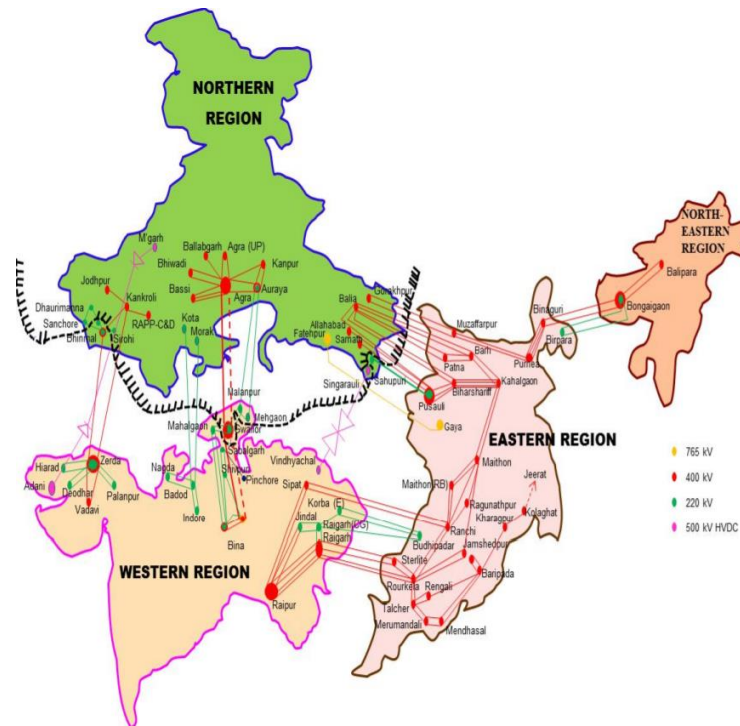 NORTHERN
REGION
M'garh
Ballabgarh
Agra (UP)
Bhiwadi
Kanpur
Jodhpur
Bassi
Auraya
Agra
Kankroli
Gorakhpur
Dhaurimanna
Balia
Kota
RAPP-C&D
Sanchore
Morak
Allahabad
Bhinmal
Sirohi
Fatehpur
Sarnath
Singarauli
Sahupuri
NORTH-
EASTERN
REGION
Balipara
Bongaigaon
Binaguri
Birpara
Muzaffarpur
Purnea
Barh
Patna
Kahalgaon
Biharshariff
Pusauli
Gaya
EASTERN REGION
Malanpur
Mehgaon
Mahalgaon
Gwalior
Sabalgarh
Shivpuri
Pinchore
Vindhyachal
Zerda
Hiarad
Nagda
Adani
Deodhar
Palanpur
Badod
Vadavi
Indore
Bina
Sipat
Korba (E)
Jindal
Raigarh(CG)
Raigarh
Raipur
WESTERN REGION
Maithon
Jeerat
Maithon(RB)
Ragunathpur
Kharagpur
Kolaghat
Ranchi
Budhipadar
Jamshedpur
Sterlite
Baripada
Rourkela
Rengali
Talcher
Merumandali
Mendhasal
765 kV
400 kV
220 kV
500 kV HVDC